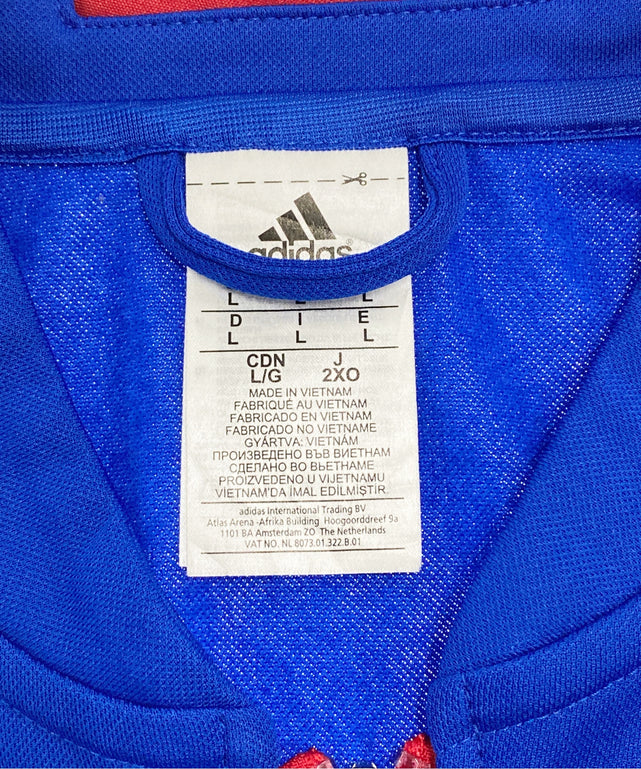 adidas
L L L
D I E
L L L
CDN J
L/G 2XO
MADE IN VIETNAM
FABRIQUÉ AU VIETNAM
FABRICADO EN VIETNAM
FABRICADO NO VIETNAME
GYÁRTVA: VIETNÁM
ПРОИЗВЕДЕНО ВЪВ ВИЕТНАМ
СДЕЛАНО ВО ВЬЕТНАМЕ
PROIZVEDENO U VIJETNAMU
VIETNAM'DA İMAL EDİLMİŞTİR.
adidas International Trading BV
Atlas Arena -Afrika Building Hoogoorddreef 9a
1101 BA Amsterdam ZO The Netherlands
VAT NO. NL 8073.01.322.B.01